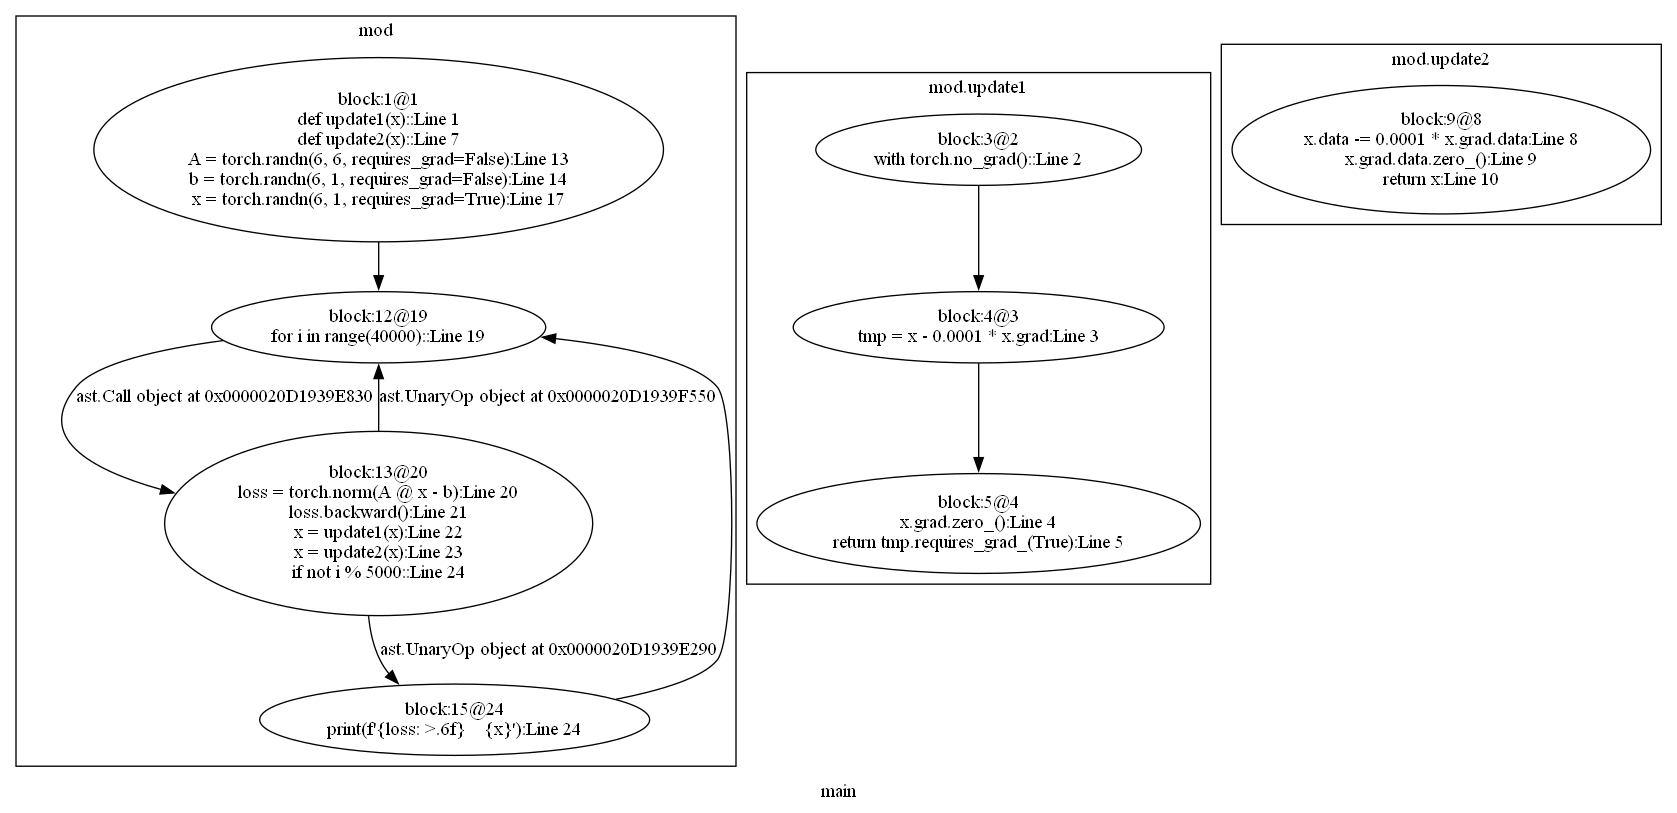 mod
block:1@1
def update1(x)::Line 1
def update2(x)::Line 7
A = torch.randn(6, 6, requires_grad=False):Line 13
b = torch.randn(6, 1, requires_grad=False):Line 14
x = torch.randn(6, 1, requires_grad=True):Line 17
block:12@19
for i in range(40000)::Line 19
ast.Call object at 0x0000020D1939E830
ast.UnaryOp object at 0x0000020D1939F550
block:13@20
loss = torch.norm(A @ x - b):Line 20
loss.backward():Line 21
x = update1(x):Line 22
x = update2(x):Line 23
if not i % 5000::Line 24
ast.UnaryOp object at 0x0000020D1939E290
block:15@24
print(f'{loss: >.6f}    {x}'):Line 24
mod.update1
block:3@2
with torch.no_grad()::Line 2
block:4@3
tmp = x - 0.0001 * x.grad:Line 3
block:5@4
x.grad.zero_():Line 4
return tmp.requires_grad_(True):Line 5
mod.update2
block:9@8
x.data -= 0.0001 * x.grad.data:Line 8
x.grad.data.zero_():Line 9
return x:Line 10
main